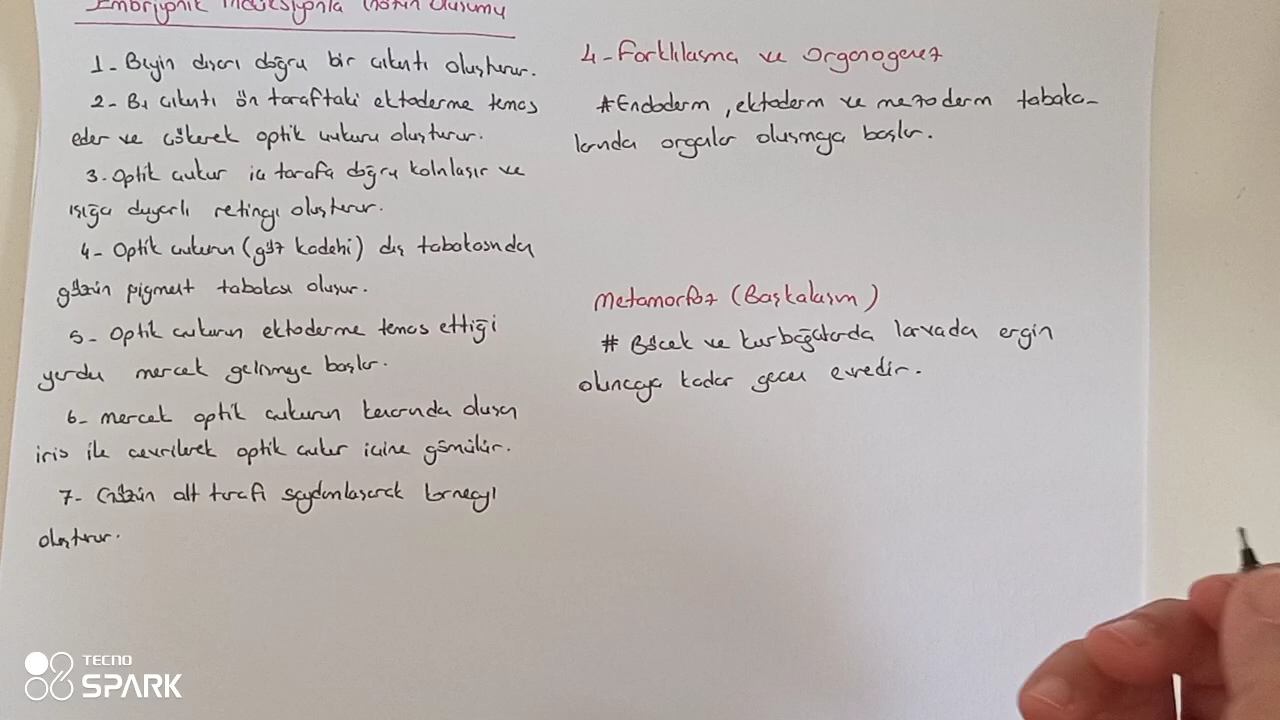 Embriyonik İndüksiyonla Gözün Oluşumu
1- Beyin dışarı doğru bir çıkıntı oluşturur.
2- Bu çıkıntı ön taraftaki ektoderme temas
eder ve çökerek optik çukuru oluşturur.
3. Optik çukur iç tarafa doğru kalınlaşır ve
ışığa duyarlı retinayı oluşturur.
4- Optik çukurun (göz kadehi) dış tabakasında
gözün pigment tabakası oluşur.
5- Optik çukurun ektoderme temas ettiği
yerde mercek gelişmeye başlar.
6- mercek optik çukurun kenarında oluşan
iris ile çevrilerek optik çukur içine gömülür.
7- Gözün alt tarafı saydamlaşarak korneayı
oluşturur.
4-Farklılaşma ve Organogenez
#Endoderm, ektoderm ve mezoderm tabaka-
larında organlar oluşmaya başlar.
Metamorfoz (Başkalaşım)
# Böcek ve kurbağalarda larvada ergin
oluncaya kadar geçen evredir.
TECNO
SPARK